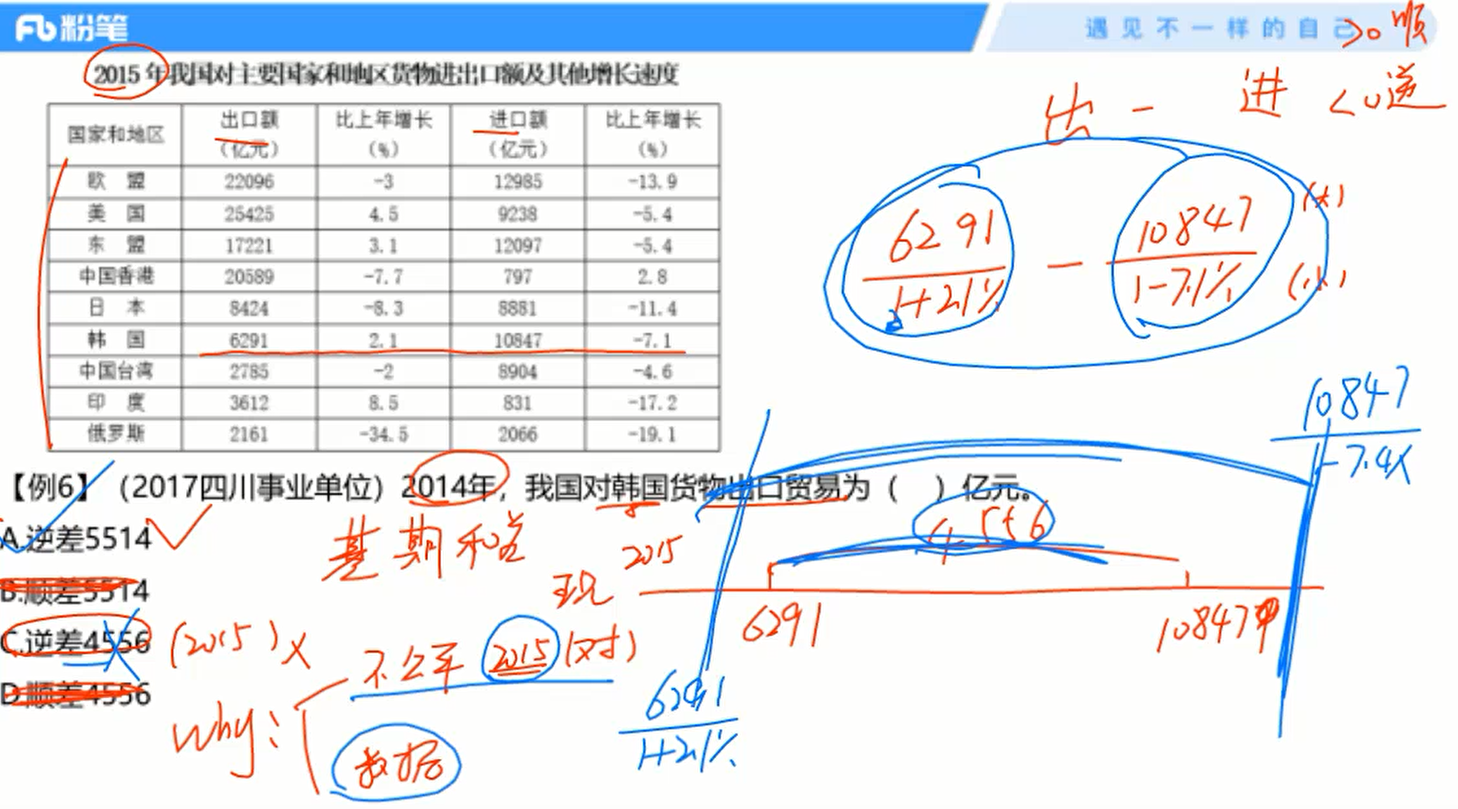 粉笔
遇见不一样的自己
>0 顺
出 - 进 <0 逆
2015年我国对主要国家和地区货物进出口额及其他增长速度
国家和地区 出口额（亿元） 比上年增长（%） 进口额（亿元） 比上年增长（%）
欧 盟 22096 -3 12985 -13.9
美 国 25425 4.5 9238 -5.4
东 盟 17221 3.1 12097 -5.4
中国香港 20589 -7.7 797 2.8
日 本 8424 -8.3 8881 -11.4
韩 国 6291 2.1 10847 -7.1
中国台湾 2785 -2 8904 -4.6
印 度 3612 8.5 831 -17.2
俄罗斯 2161 -34.5 2066 -19.1
6291 10847 (大)
1+2.1% - 1-7.1% (小)
【例6】（2017四川事业单位）2014年，我国对韩国货物进出口贸易为（ ）亿元。
A.逆差5514
B.顺差5514
C.逆差4556
D.顺差4556
基期和差
2015
现
4556
6291
10847
10847
(2015) X
why:
不公平 2015 (对)
数据
6291
1+2.1%